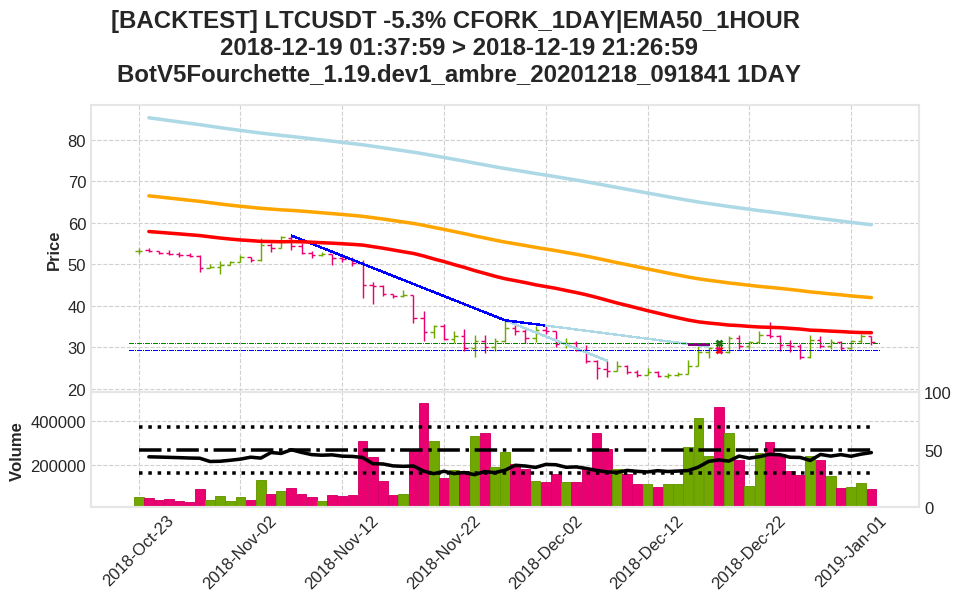 [BACKTEST] LTCUSDT -5.3% CFORK_1DAY|EMA50_1HOUR
2018-12-19 01:37:59 > 2018-12-19 21:26:59
BotV5Fourchette_1.19.dev1_ambre_20201218_091841 1DAY
Price
80
70
60
50
40
30
20
Volume
400000
200000
100
50
0
2018-Oct-23
2018-Nov-02
2018-Nov-12
2018-Nov-22
2018-Dec-02
2018-Dec-12
2018-Dec-22
2019-Jan-01